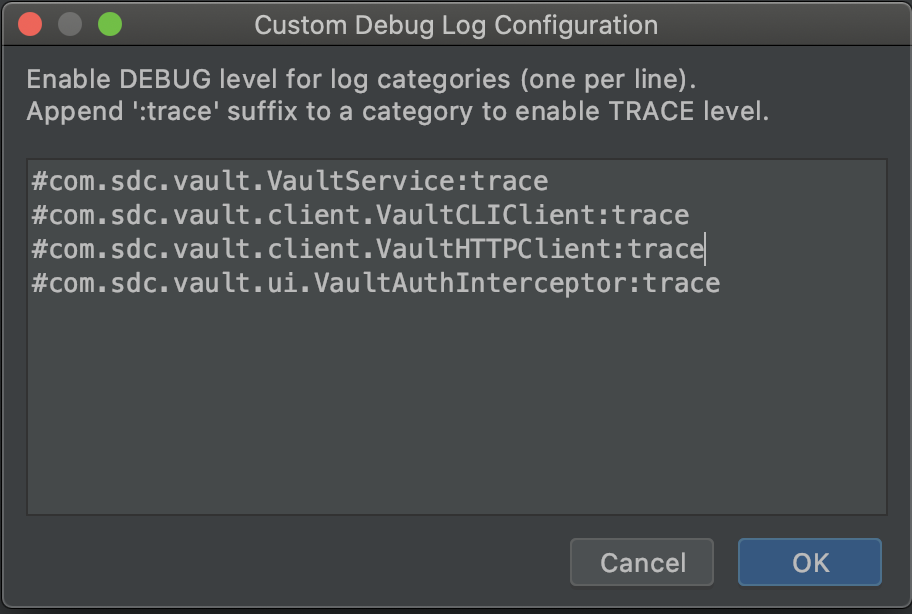 Custom Debug Log Configuration
Enable DEBUG level for log categories (one per line).
Append ':trace' suffix to a category to enable TRACE level.
#com.sdc.vault.VaultService:trace
#com.sdc.vault.client.VaultCLIClient:trace
#com.sdc.vault.client.VaultHTTPClient:trace
#com.sdc.vault.ui.VaultAuthInterceptor:trace
Cancel
OK